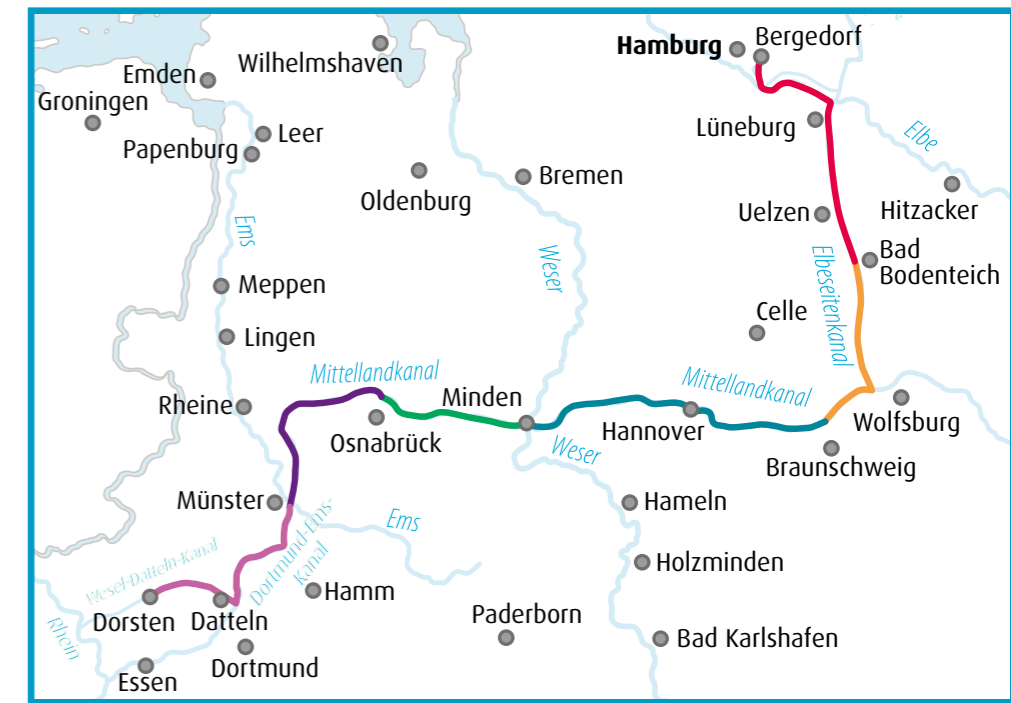 Hamburg
Bergedorf
Wilhelmshaven
Emden
Groningen
Leer
Papenburg
Lüneburg
Elbe
Oldenburg
Bremen
Uelzen
Hitzacker
Ems
Weser
Bad
Bodenteich
Elbeseitenkanal
Meppen
Celle
Lingen
Mittellandkanal
Mittellandkanal
Minden
Rheine
Osnabrück
Hannover
Wolfsburg
Weser
Braunschweig
Münster
Ems
Hameln
Dortmund-Ems-
Kanal
Wesel-Datteln-Kanal
Holzminden
Hamm
Dorsten
Datteln
Paderborn
Rhein
Bad Karlshafen
Dortmund
Essen